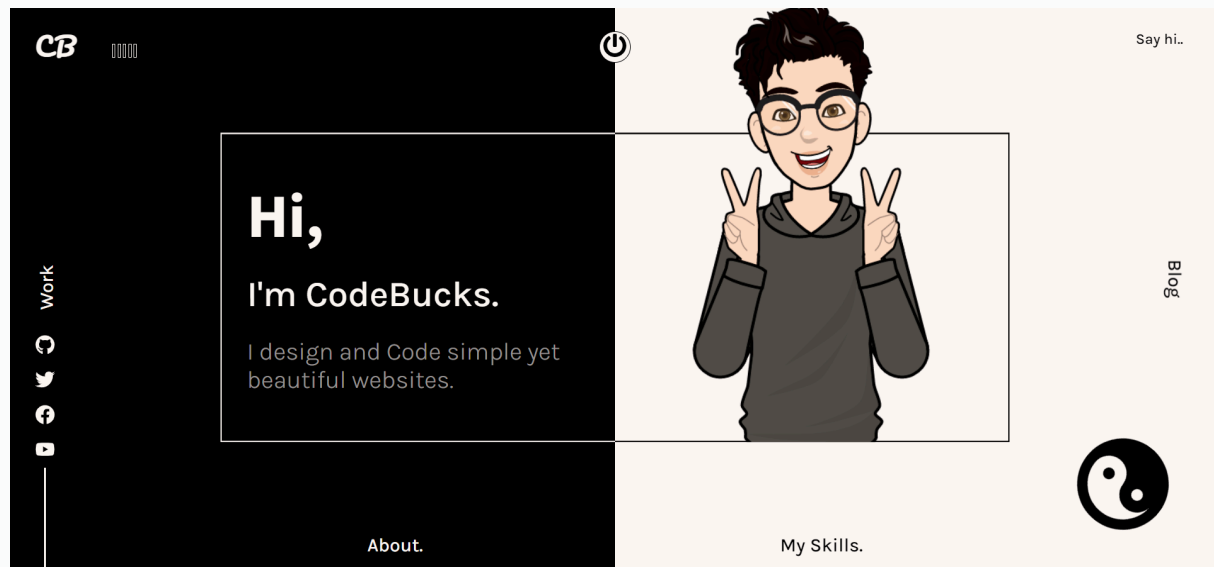 CB
Say hi..
Hi,
I'm CodeBucks.
I design and Code simple yet
beautiful websites.
Work
Blog
About.
My Skills.